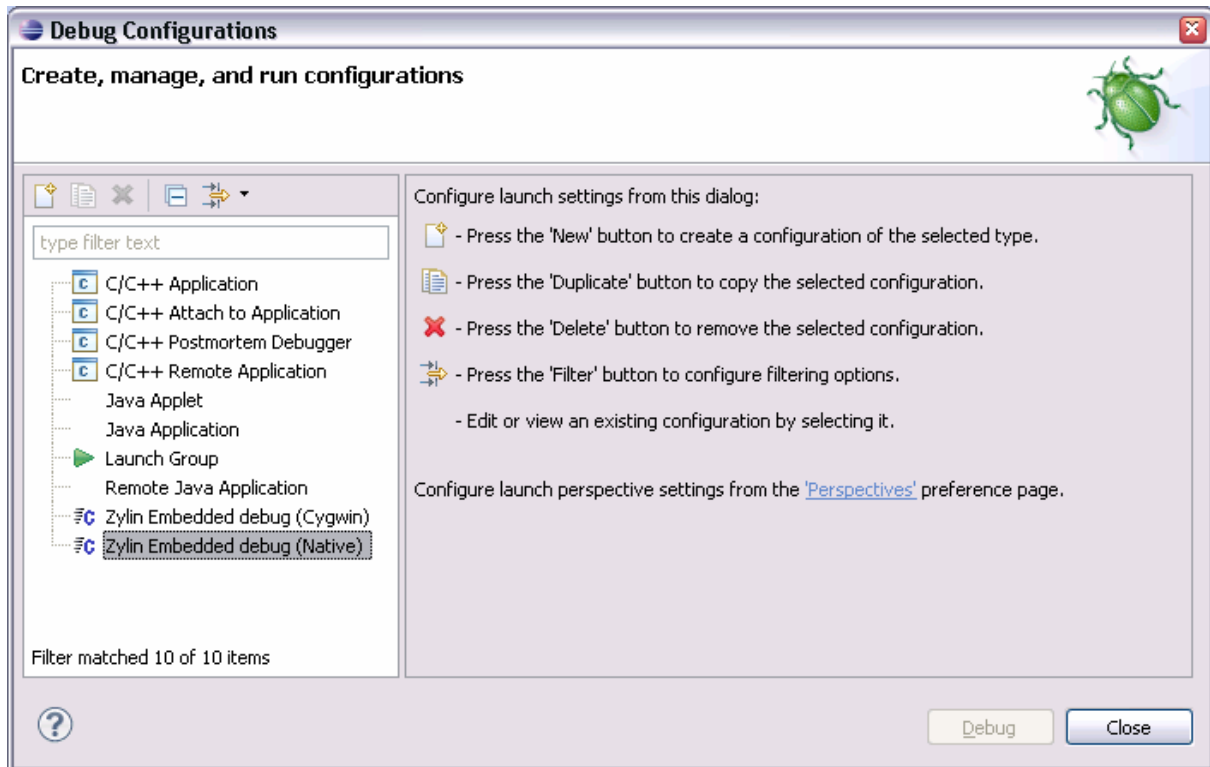 Debug Configurations
Create, manage, and run configurations
type filter text
C/C++ Application
C/C++ Attach to Application
C/C++ Postmortem Debugger
C/C++ Remote Application
Java Applet
Java Application
Launch Group
Remote Java Application
Zylin Embedded debug (Cygwin)
Zylin Embedded debug (Native)
Filter matched 10 of 10 items
Configure launch settings from this dialog:
- Press the 'New' button to create a configuration of the selected type.
- Press the 'Duplicate' button to copy the selected configuration.
- Press the 'Delete' button to remove the selected configuration.
- Press the 'Filter' button to configure filtering options.
- Edit or view an existing configuration by selecting it.
Configure launch perspective settings from the 'Perspectives' preference page.
Debug
Close